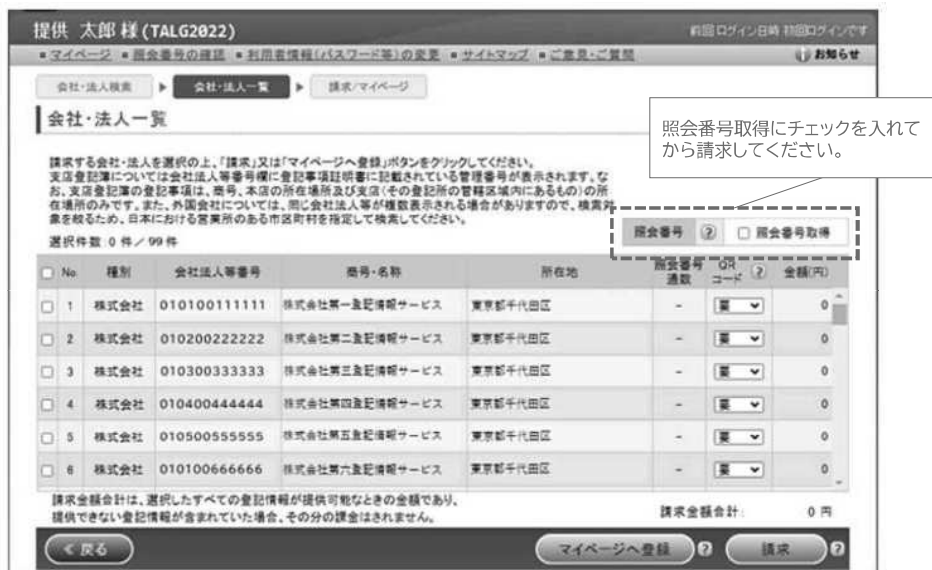 提供 太郎 様 (TALG2022)
前回ログイン日時 初回ログインです
■マイページ ■照会番号の確認 ■利用者情報(パスワード等)の変更 ■サイトマップ ■ご意見・ご質問
お知らせ
会社・法人検索 ▶ 会社・法人一覧 ▶ 請求/マイページ
会社・法人一覧
照会番号取得にチェックを入れて
から請求してください。
請求する会社・法人を選択の上、「請求」又は「マイページへ登録」ボタンをクリックしてください。
支店登記簿については会社法人等番号欄に登記事項証明書に記載されている管理番号が表示されます。な
お、支店登記簿の登記事項は、商号、本店の所在場所及び支店(その登記所の管轄区域内にあるもの)の所
在場所のみです。また、外国会社については、同じ会社法人等が複数表示される場合がありますので、検索対
象を絞るため、日本における営業所のある市区町村を指定して検索してください。
照会番号 ? 照会番号取得
選択件数 : 0 件 / 99 件
No. 種別 会社法人等番号 商号・名称 所在地 照会番号通数 QRコード ? 金額(円)
1 株式会社 010100111111 株式会社第一登記情報サービス 東京都千代田区 - 要 0
2 株式会社 010200222222 株式会社第二登記情報サービス 東京都千代田区 - 要 0
3 株式会社 010300333333 株式会社第三登記情報サービス 東京都千代田区 - 要 0
4 株式会社 010400444444 株式会社第四登記情報サービス 東京都千代田区 - 要 0
5 株式会社 010500555555 株式会社第五登記情報サービス 東京都千代田区 - 要 0
6 株式会社 010100666666 株式会社第六登記情報サービス 東京都千代田区 - 要 0
請求金額合計は、選択したすべての登記情報が提供可能なときの金額であり、
提供できない登記情報が含まれていた場合、その分の課金はされません。
請求金額合計: 0 円
≪ 戻る マイページへ登録 ? 請求 ?